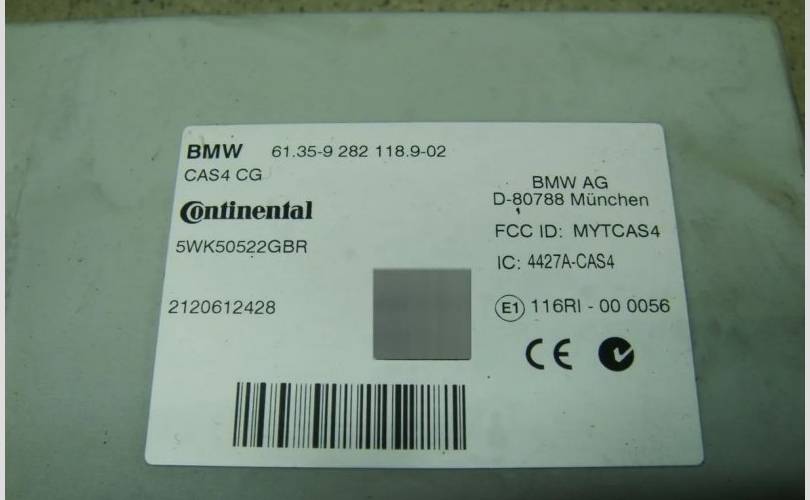 BMW 61.35-9 282 118.9-02
CAS4 CG
Continental
5WK50522GBR
2120612428
BMW AG
D-80788 München
FCC ID: MYTCAS4
IC: 4427A-CAS4
E1 116RI - 00 0056
CE